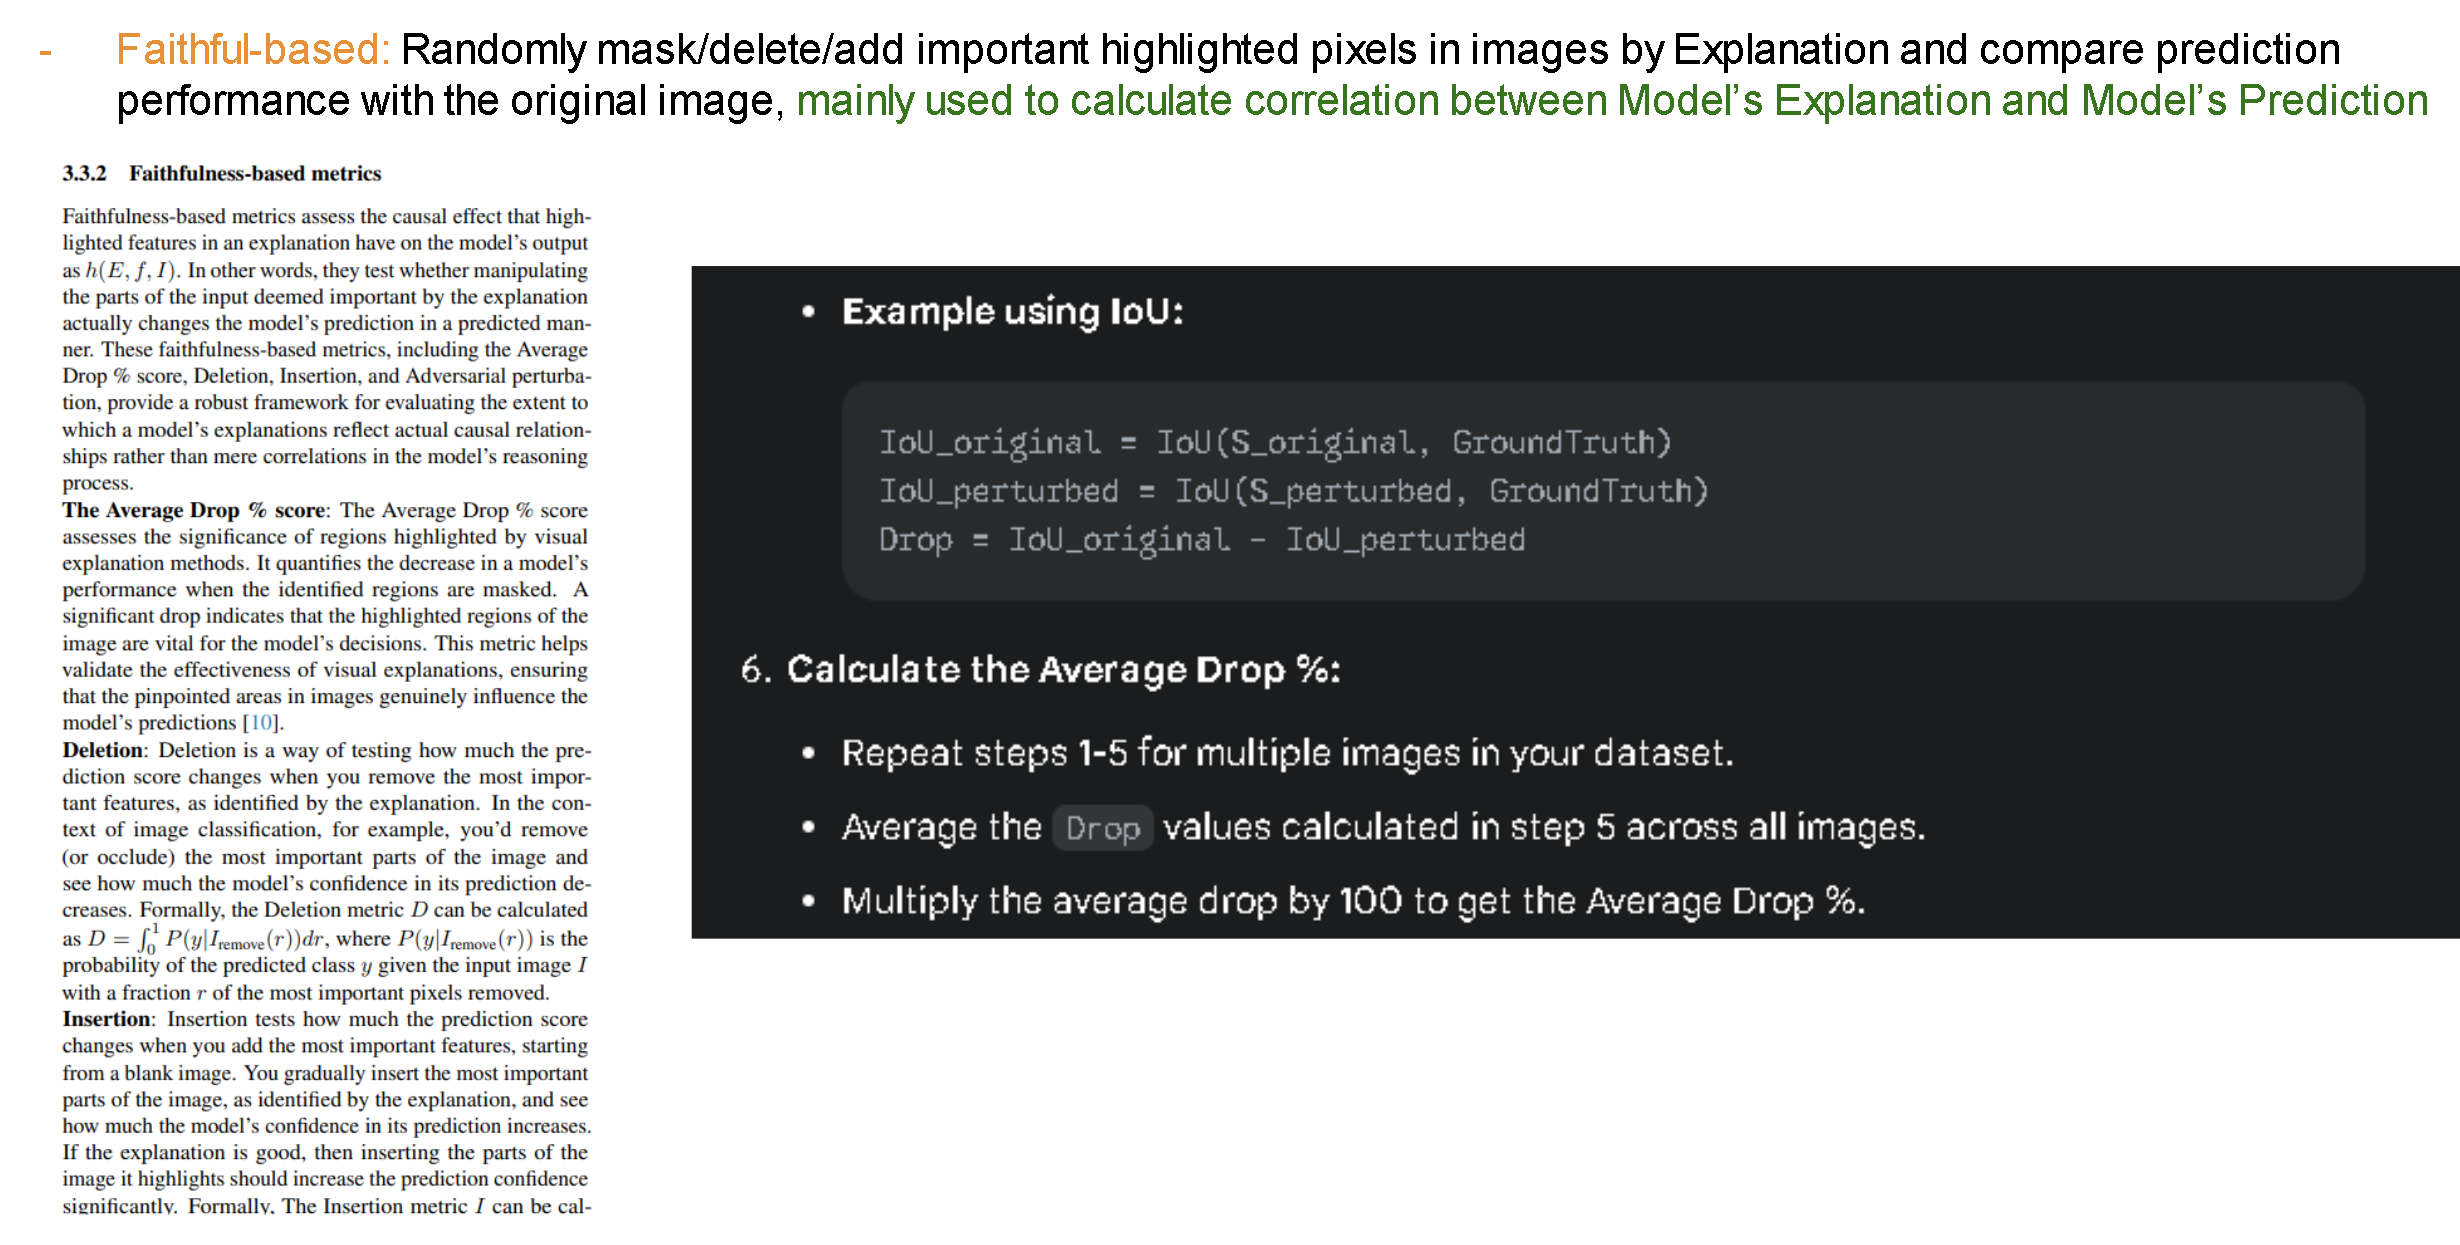 - Faithful-based: Randomly mask/delete/add important highlighted pixels in images by Explanation and compare prediction
performance with the original image, mainly used to calculate correlation between Model's Explanation and Model's Prediction
3.3.2 Faithfulness-based metrics
Faithfulness-based metrics assess the causal effect that high-
lighted features in an explanation have on the model's output
as h(E, f, I). In other words, they test whether manipulating
the parts of the input deemed important by the explanation
actually changes the model's prediction in a predicted man-
ner. These faithfulness-based metrics, including the Average
Drop % score, Deletion, Insertion, and Adversarial perturba-
tion, provide a robust framework for evaluating the extent to
which a model's explanations reflect actual causal relation-
ships rather than mere correlations in the model's reasoning
process.
The Average Drop % score: The Average Drop % score
assesses the significance of regions highlighted by visual
explanation methods. It quantifies the decrease in a model's
performance when the identified regions are masked. A
significant drop indicates that the highlighted regions of the
image are vital for the model's decisions. This metric helps
validate the effectiveness of visual explanations, ensuring
that the pinpointed areas in images genuinely influence the
model's predictions [10].
Deletion: Deletion is a way of testing how much the pre-
diction score changes when you remove the most impor-
tant features, as identified by the explanation. In the con-
text of image classification, for example, you'd remove
(or occlude) the most important parts of the image and
see how much the model's confidence in its prediction de-
creases. Formally, the Deletion metric D can be calculated
as D = ∫₀¹ P(y|I_remove(r))dr, where P(y|I_remove(r)) is the
probability of the predicted class y given the input image I
with a fraction r of the most important pixels removed.
Insertion: Insertion tests how much the prediction score
changes when you add the most important features, starting
from a blank image. You gradually insert the most important
parts of the image, as identified by the explanation, and see
how much the model's confidence in its prediction increases.
If the explanation is good, then inserting the parts of the
image it highlights should increase the prediction confidence
significantly. Formally, The Insertion metric I can be cal-
• Example using IoU:
IoU_original = IoU(S_original, GroundTruth)
IoU_perturbed = IoU(S_perturbed, GroundTruth)
Drop = IoU_original - IoU_perturbed
6. Calculate the Average Drop %:
• Repeat steps 1-5 for multiple images in your dataset.
• Average the Drop values calculated in step 5 across all images.
• Multiply the average drop by 100 to get the Average Drop %.